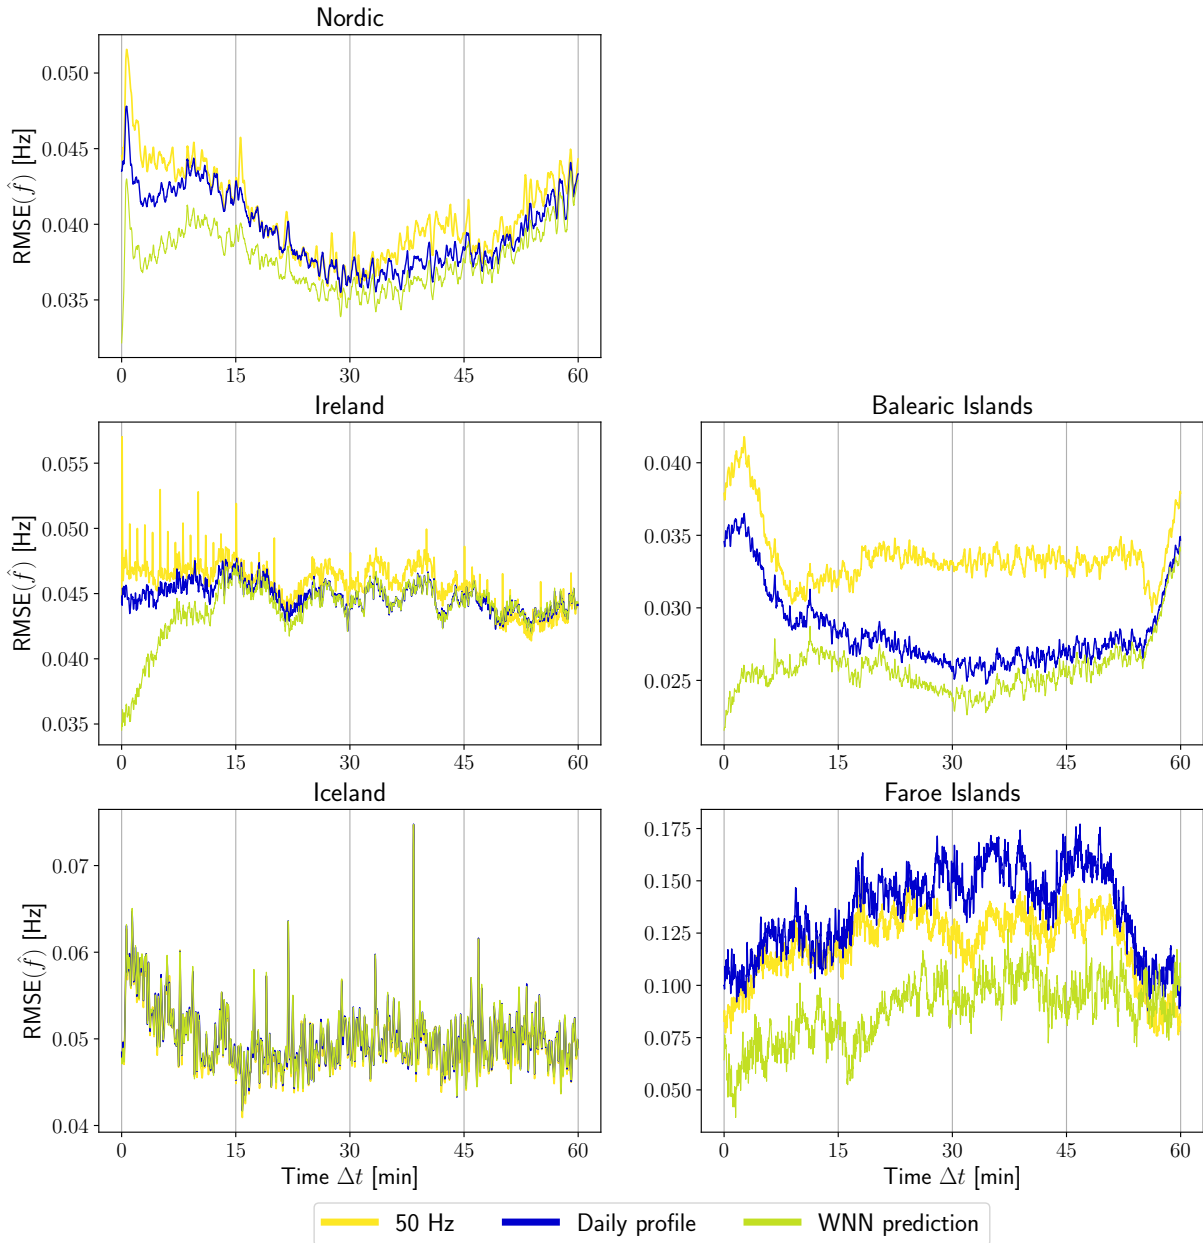 Nordic
RMSE(f̂) [Hz]
0.050
0.045
0.040
0.035
0 15 30 45 60
Ireland
RMSE(f̂) [Hz]
0.055
0.050
0.045
0.040
0.035
0 15 30 45 60
Balearic Islands
0.040
0.035
0.030
0.025
0 15 30 45 60
Iceland
RMSE(f̂) [Hz]
0.07
0.06
0.05
0.04
0 15 30 45 60
Time Δt [min]
Faroe Islands
0.175
0.150
0.125
0.100
0.075
0.050
0 15 30 45 60
Time Δt [min]
50 Hz Daily profile WNN prediction